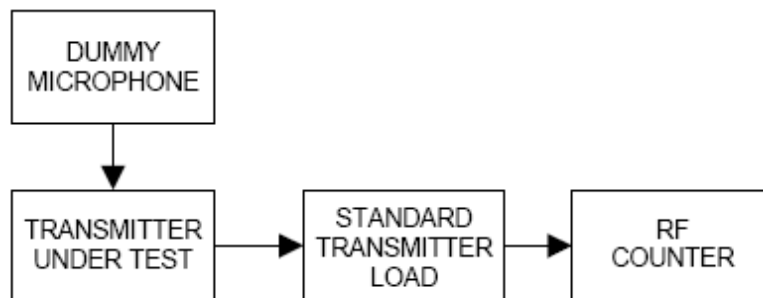 DUMMY
MICROPHONE
TRANSMITTER
UNDER TEST
STANDARD
TRANSMITTER
LOAD
RF
COUNTER